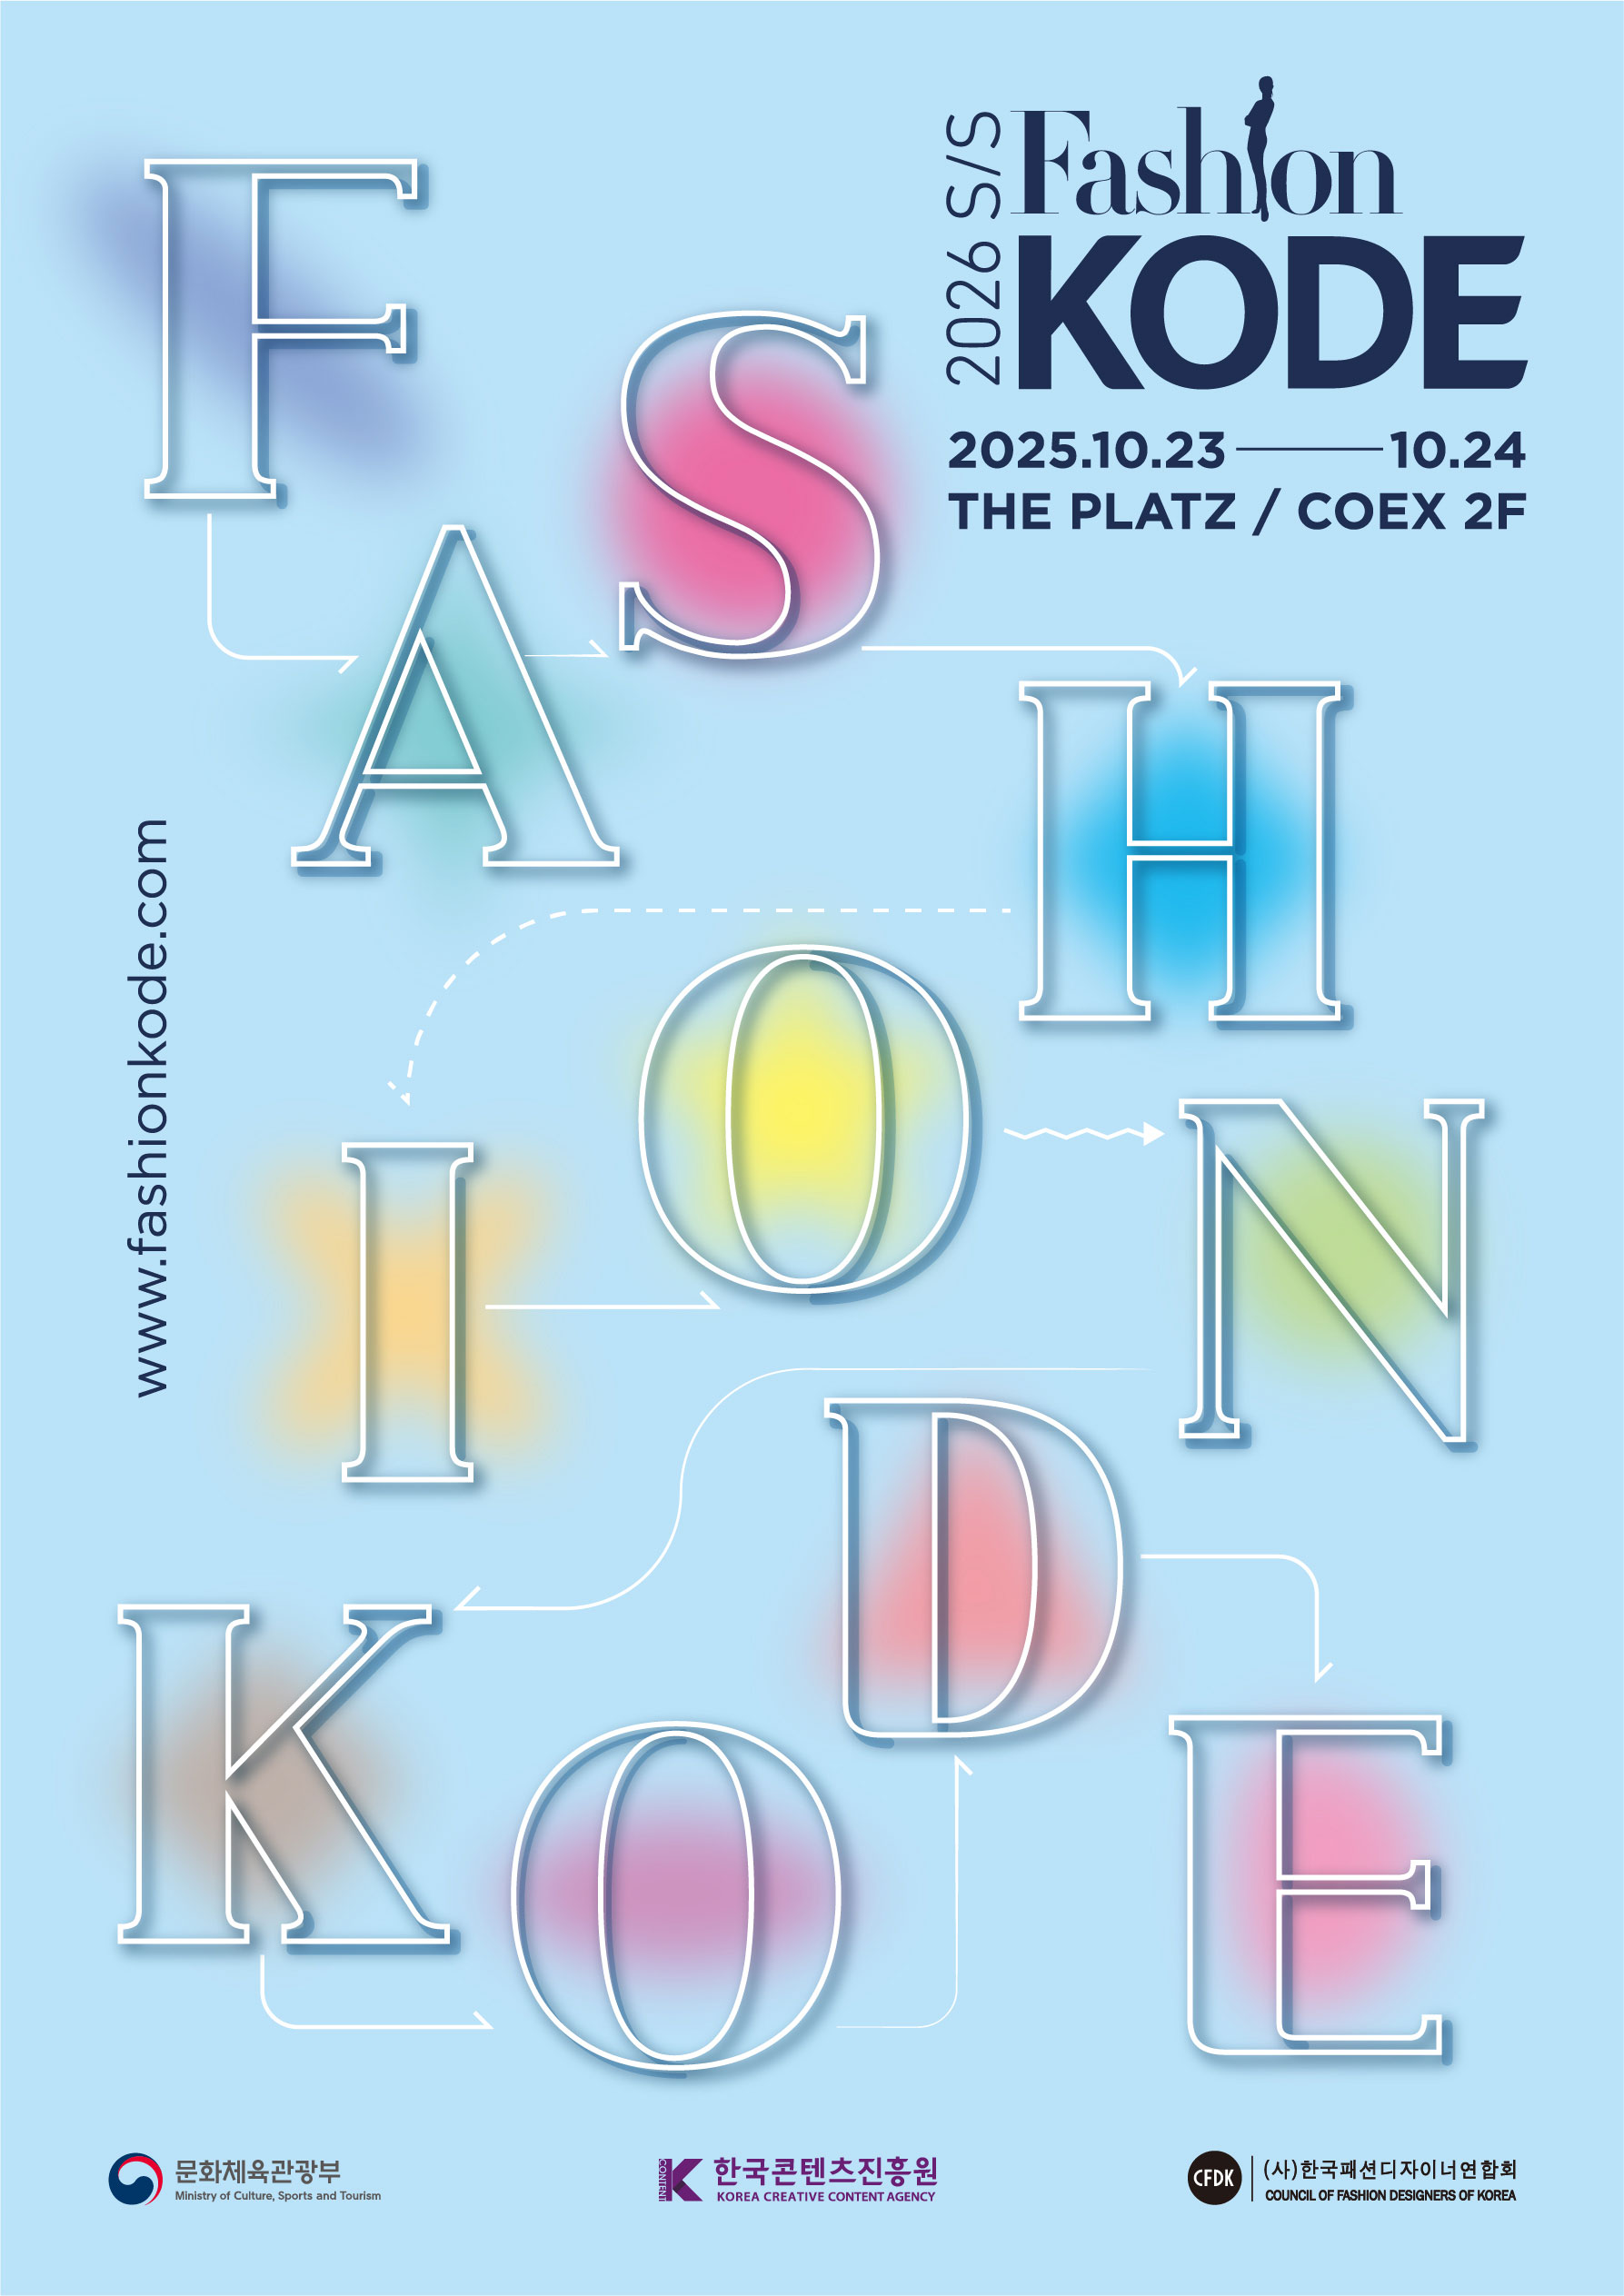 2026 S/S
Fashion
KODE
2025.10.23 10.24
THE PLATZ / COEX 2F
F
A
S
H
I
O
N
K
O
D
E
www.fashionkode.com
문화체육관광부
Ministry of Culture, Sports and Tourism
CONTENT K
한국콘텐츠진흥원
KOREA CREATIVE CONTENT AGENCY
CFDK
(사)한국패션디자이너연합회
COUNCIL OF FASHION DESIGNERS OF KOREA